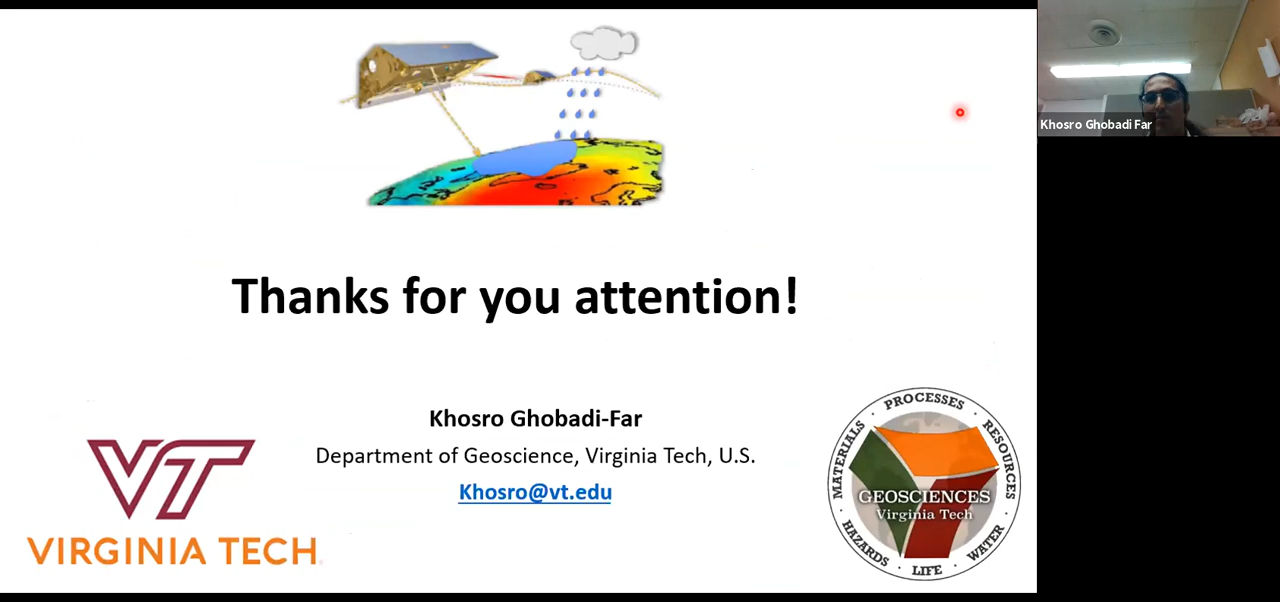 Khosro Ghobadi Far
Thanks for you attention!
Khosro Ghobadi-Far
Department of Geoscience, Virginia Tech, U.S.
Khosro@vt.edu
VT
VIRGINIA TECH
PROCESSES · RESOURCES · WATER · LIFE · HAZARDS · MATERIALS ·
GEOSCIENCES
Virginia Tech